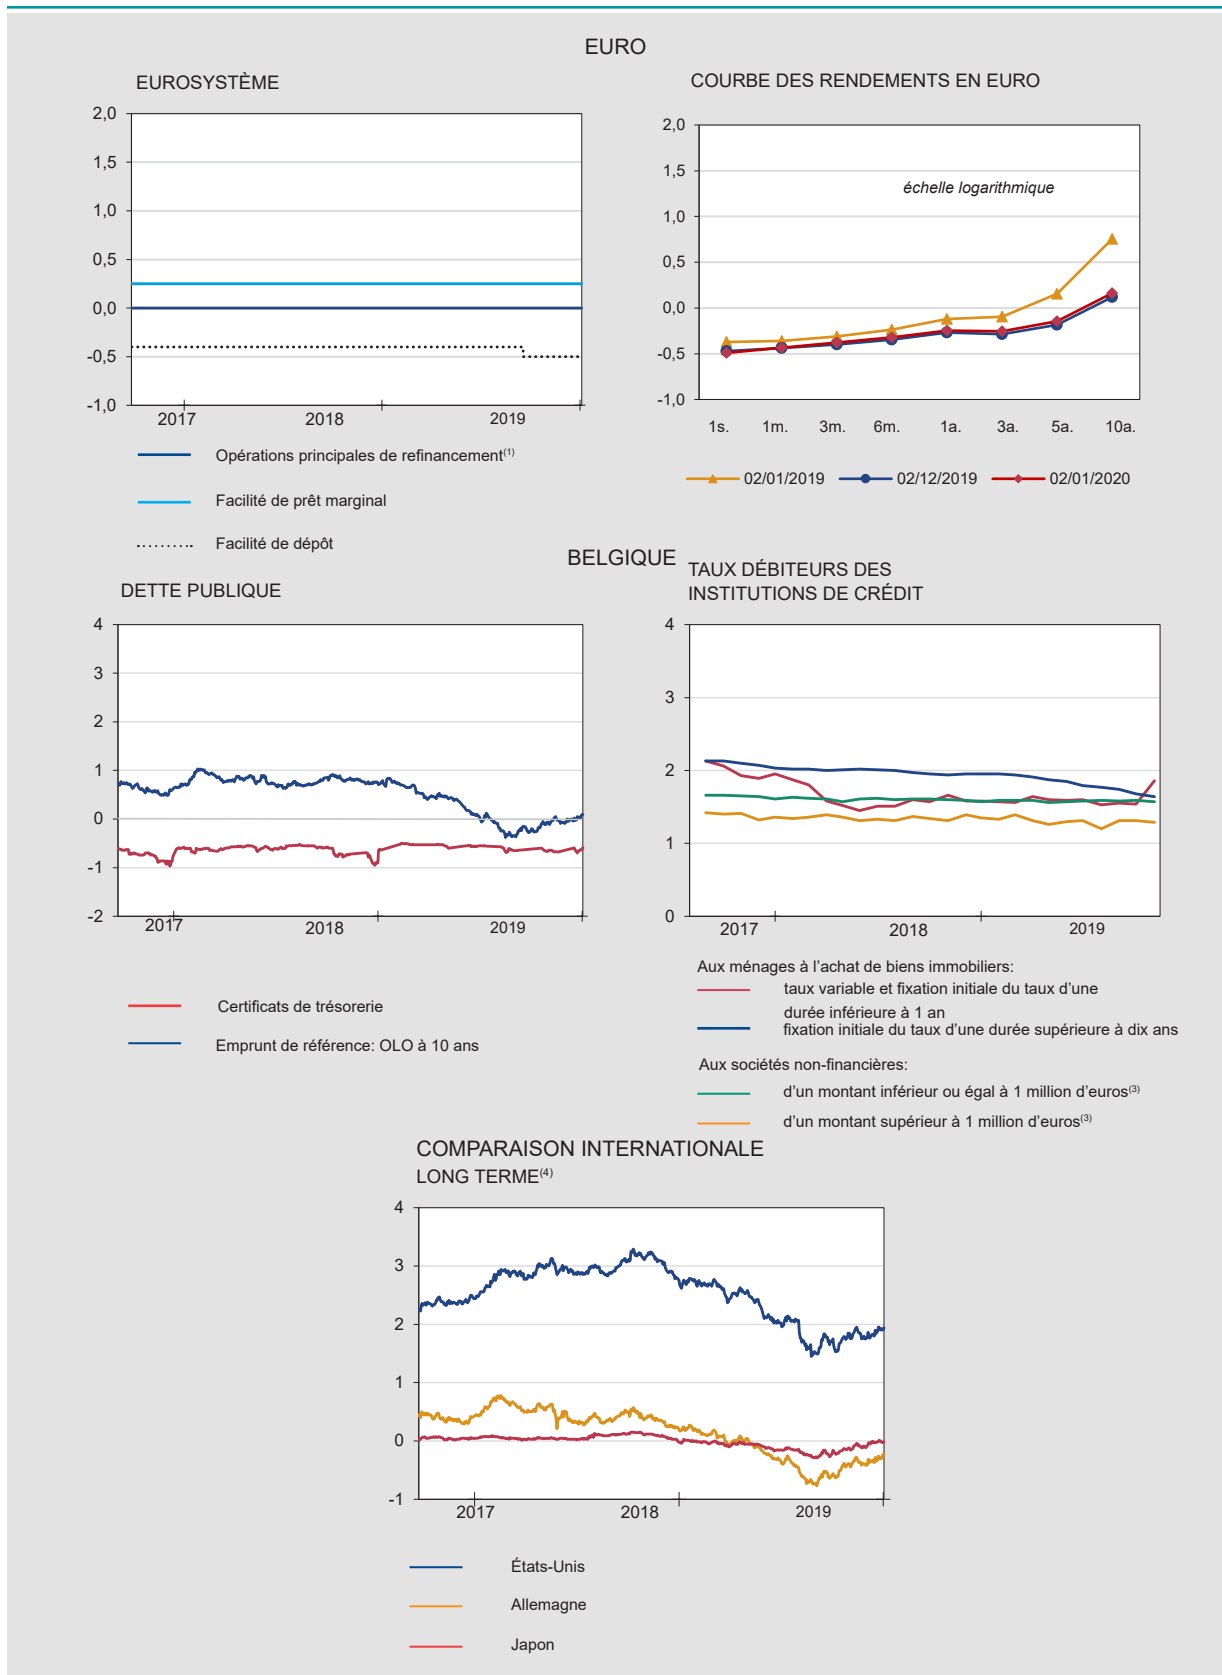 EURO
EUROSYSTÈME
2,0
1,5
1,0
0,5
0,0
-0,5
-1,0
2017 2018 2019
Opérations principales de refinancement(1)
Facilité de prêt marginal
Facilité de dépôt
COURBE DES RENDEMENTS EN EURO
2,0
1,5
1,0
0,5
0,0
-0,5
-1,0
échelle logarithmique
1s. 1m. 3m. 6m. 1a. 3a. 5a. 10a.
02/01/2019 02/12/2019 02/01/2020
BELGIQUE
DETTE PUBLIQUE
4
3
2
1
0
-1
-2
2017 2018 2019
Certificats de trésorerie
Emprunt de référence: OLO à 10 ans
TAUX DÉBITEURS DES
INSTITUTIONS DE CRÉDIT
4
3
2
1
0
2017 2018 2019
Aux ménages à l’achat de biens immobiliers:
taux variable et fixation initiale du taux d’une
durée inférieure à 1 an
fixation initiale du taux d’une durée supérieure à dix ans
Aux sociétés non-financières:
d’un montant inférieur ou égal à 1 million d’euros(3)
d’un montant supérieur à 1 million d’euros(3)
COMPARAISON INTERNATIONALE
LONG TERME(4)
4
3
2
1
0
-1
2017 2018 2019
États-Unis
Allemagne
Japon